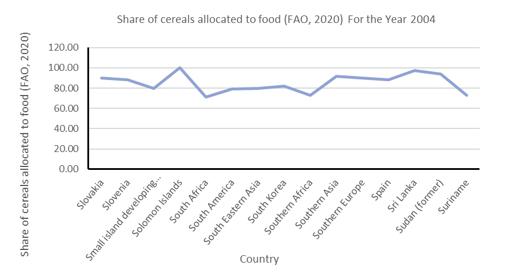 Share of cereals allocated to food (FAO, 2020) For the Year 2004
Share of cereals allocated to food (FAO, 2020)
120.00
100.00
80.00
60.00
40.00
20.00
0.00
Slovakia
Slovenia
Small island developing...
Solomon Islands
South Africa
South America
South Eastern Asia
South Korea
Southern Africa
Southern Asia
Southern Europe
Spain
Sri Lanka
Sudan (former)
Suriname
Country